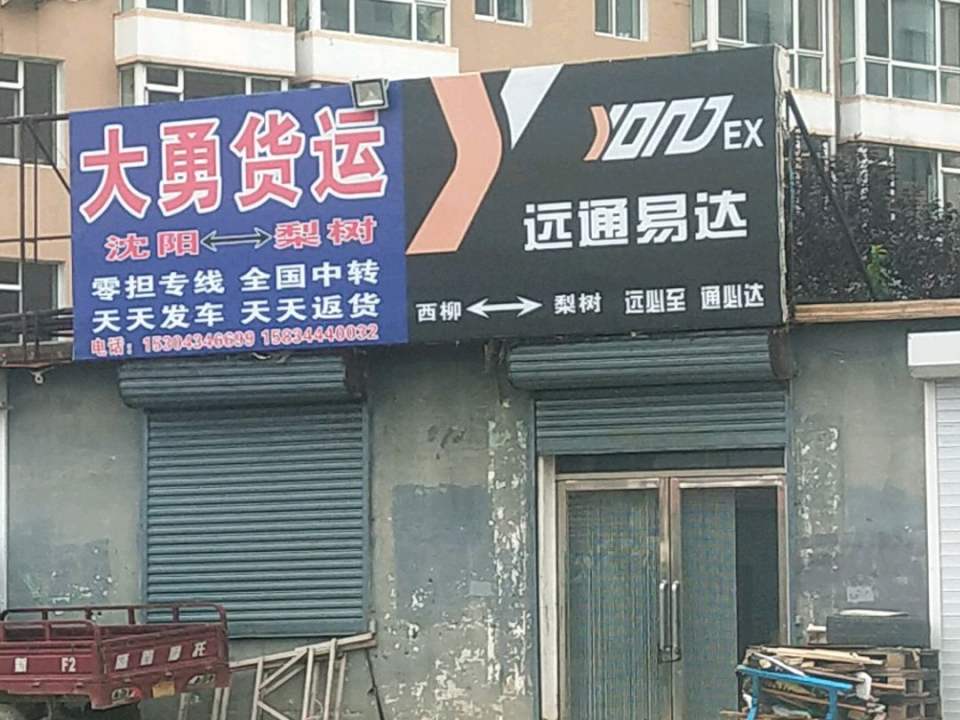 大勇货运
沈阳↔梨树
零担专线 全国中转
天天发车 天天返货
电话: 15304346699 15834440032
YONJ EX
远通易达
西柳↔梨树 远必至 通必达
F2